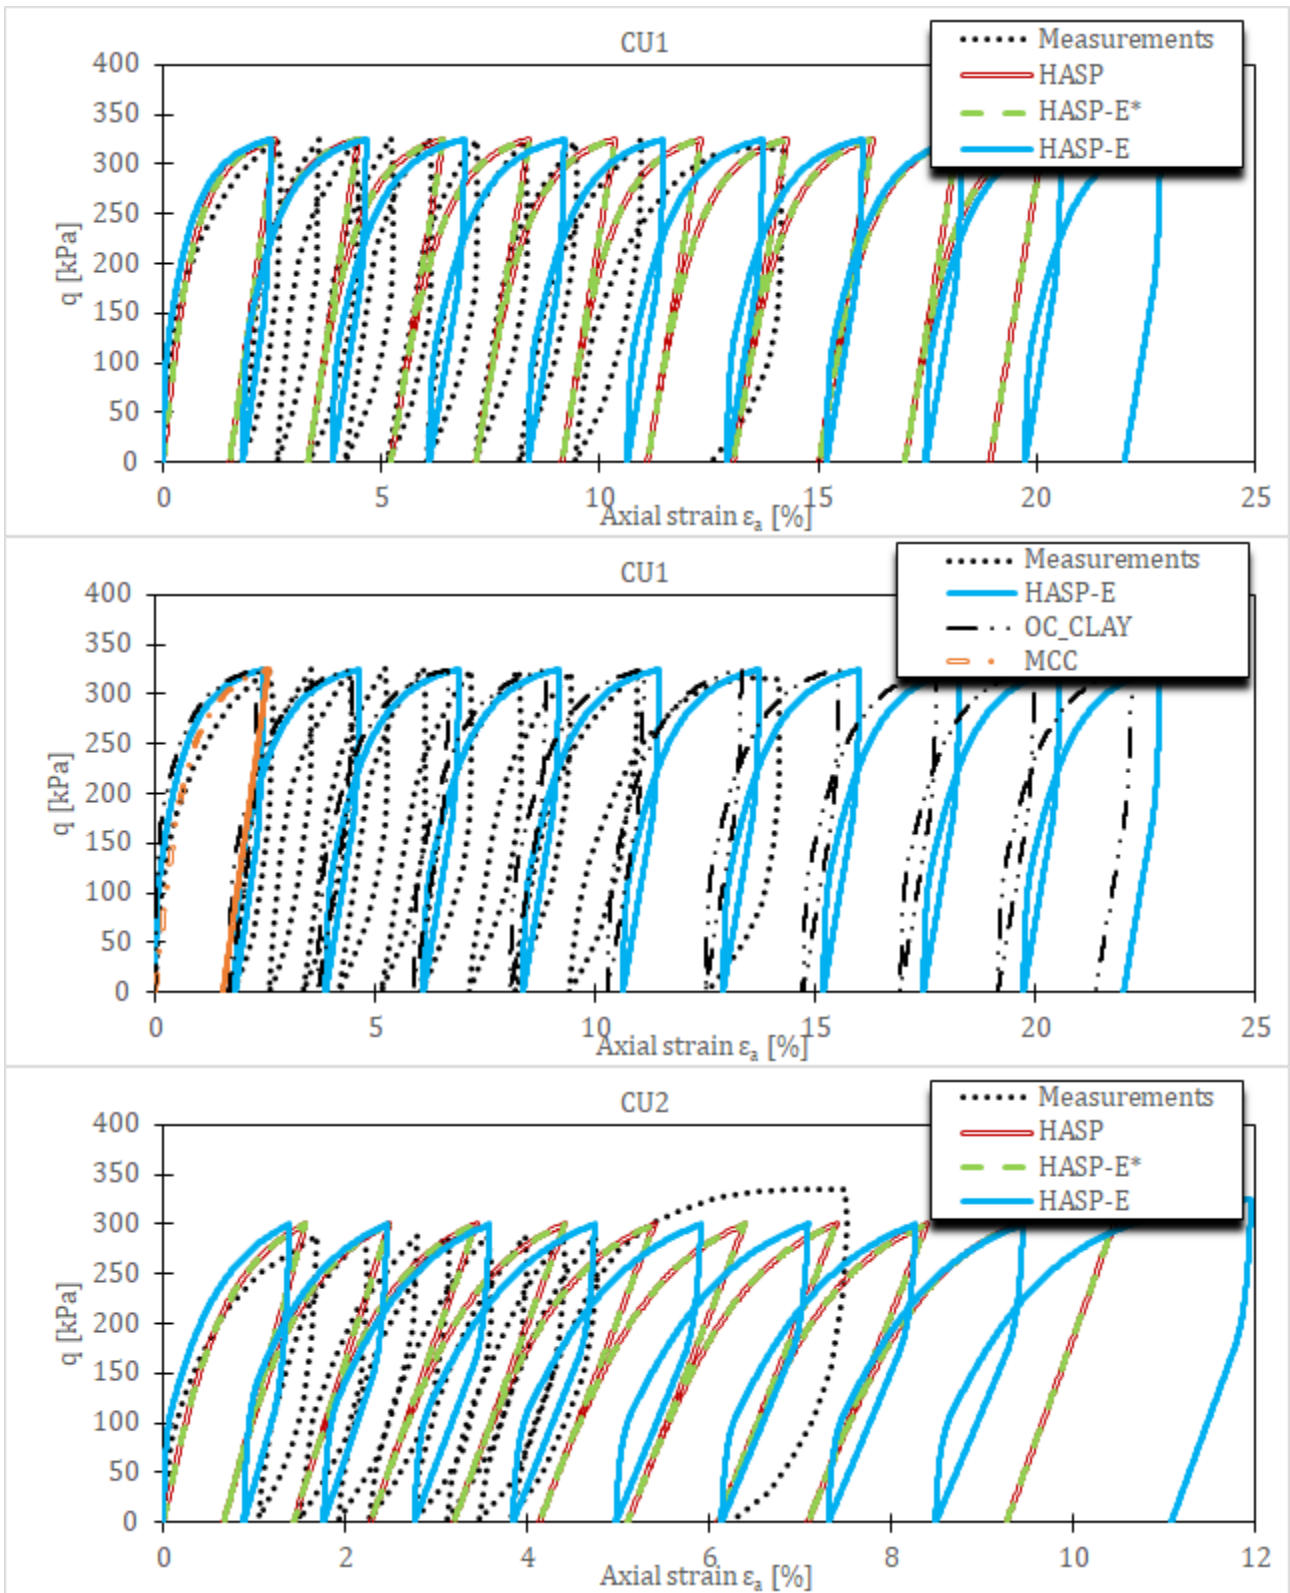 CU1
Measurements
HASP
HASP-E*
HASP-E
400
350
300
250
200
150
100
50
0
q [kPa]
0 5 10 15 20 25
Axial strain εa [%]
CU1
Measurements
HASP-E
OC_CLAY
MCC
400
350
300
250
200
150
100
50
0
q [kPa]
0 5 10 15 20 25
Axial strain εa [%]
CU2
Measurements
HASP
HASP-E*
HASP-E
400
350
300
250
200
150
100
50
0
q [kPa]
0 2 4 6 8 10 12
Axial strain εa [%]